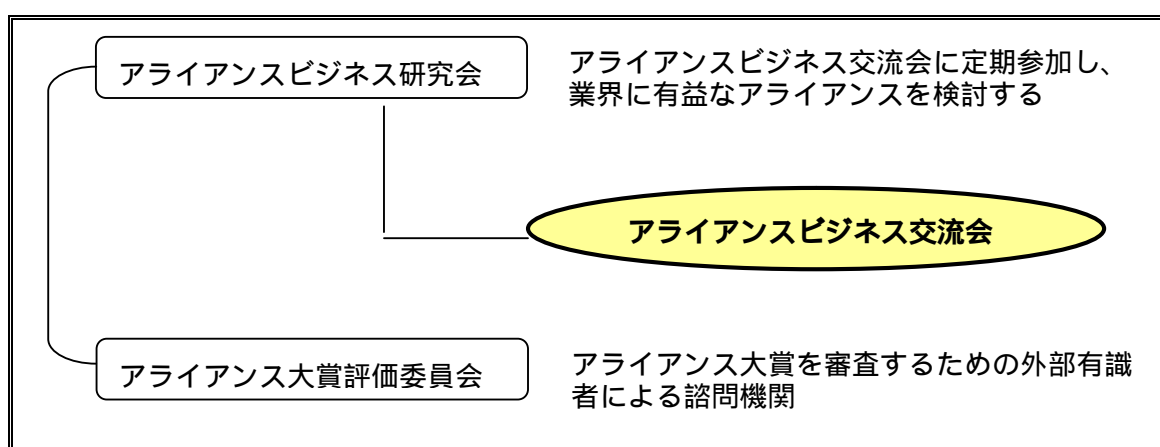 アライアンスビジネス研究会
アライアンスビジネス交流会に定期参加し、
業界に有益なアライアンスを検討する
アライアンスビジネス交流会
アライアンス大賞評価委員会
アライアンス大賞を審査するための外部有識
者による諮問機関